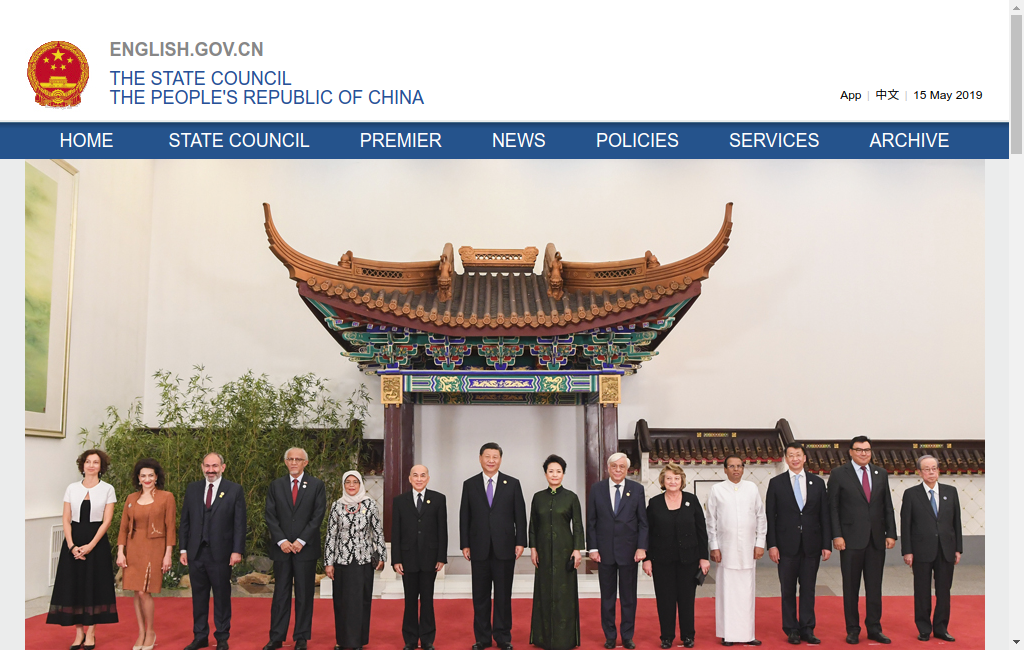 ENGLISH.GOV.CN
THE STATE COUNCIL
THE PEOPLE'S REPUBLIC OF CHINA
App | 中文 | 15 May 2019
HOME STATE COUNCIL PREMIER NEWS POLICIES SERVICES ARCHIVE